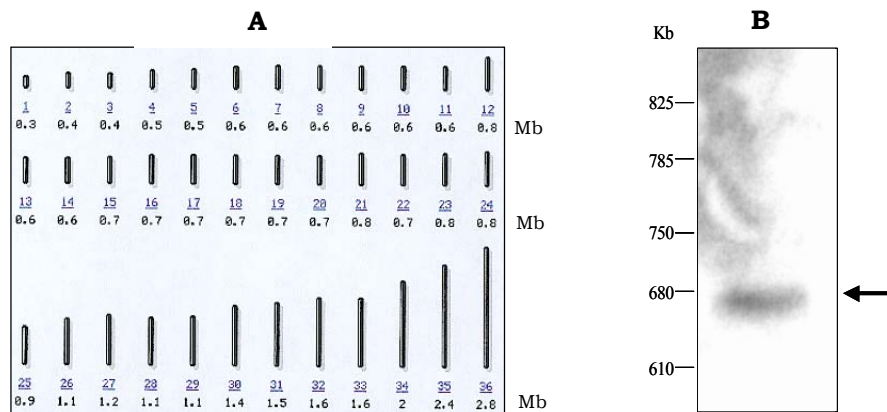 A
1 2 3 4 5 6 7 8 9 10 11 12
0.3 0.4 0.4 0.5 0.5 0.6 0.6 0.6 0.6 0.6 0.6 0.8 Mb
13 14 15 16 17 18 19 20 21 22 23 24
0.6 0.6 0.7 0.7 0.7 0.7 0.7 0.7 0.8 0.7 0.8 0.8 Mb
25 26 27 28 29 30 31 32 33 34 35 36
0.9 1.1 1.2 1.1 1.1 1.4 1.5 1.6 1.6 2 2.4 2.8 Mb
B
Kb
825
785
750
680
610